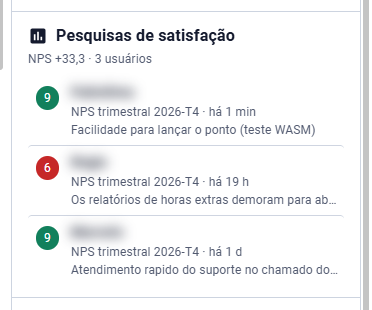 Pesquisas de satisfação
NPS +33,3 · 3 usuários
9
NPS trimestral 2026-T4 · há 1 min
Facilidade para lançar o ponto (teste WASM)
6
NPS trimestral 2026-T4 · há 19 h
Os relatórios de horas extras demoram para ab...
9
NPS trimestral 2026-T4 · há 1 d
Atendimento rapido do suporte no chamado do...